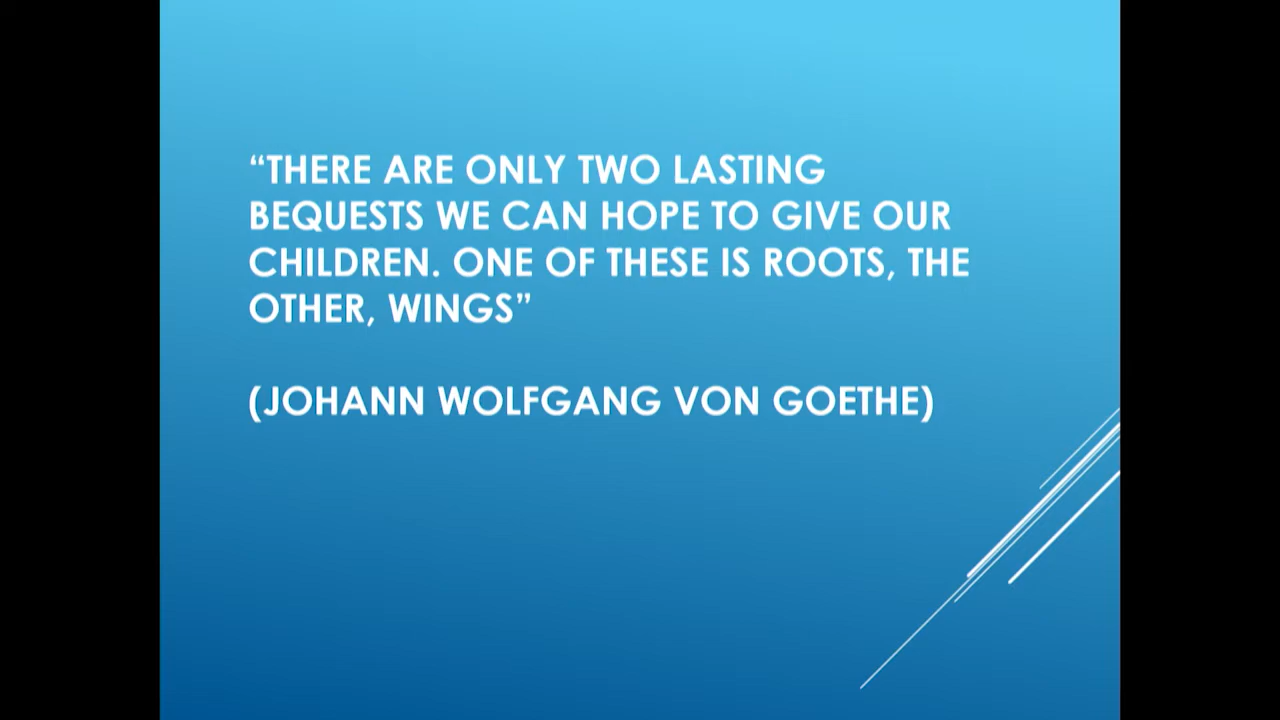 “THERE ARE ONLY TWO LASTING
BEQUESTS WE CAN HOPE TO GIVE OUR
CHILDREN. ONE OF THESE IS ROOTS, THE
OTHER, WINGS”
(JOHANN WOLFGANG VON GOETHE)